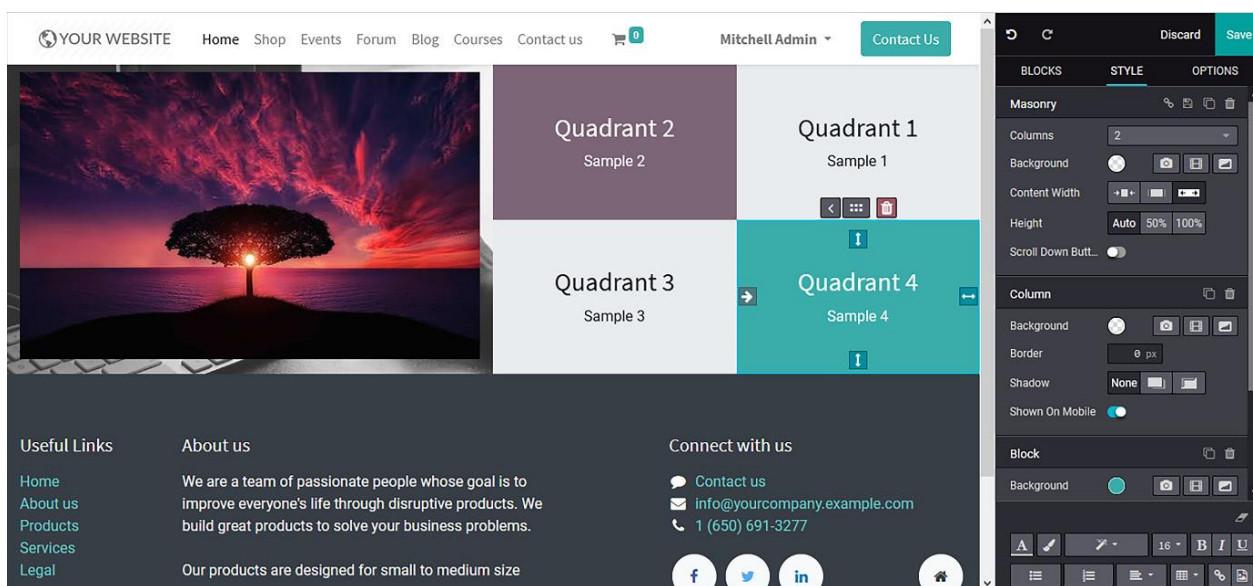 YOUR WEBSITE Home Shop Events Forum Blog Courses Contact us 0 Mitchell Admin Contact Us
Quadrant 2
Sample 2
Quadrant 1
Sample 1
Quadrant 3
Sample 3
Quadrant 4
Sample 4
Useful Links
Home
About us
Products
Services
Legal
About us
We are a team of passionate people whose goal is to
improve everyone's life through disruptive products. We
build great products to solve your business problems.
Our products are designed for small to medium size
Connect with us
Contact us
info@yourcompany.example.com
1 (650) 691-3277
Discard Save
BLOCKS STYLE OPTIONS
Masonry
Columns 2
Background
Content Width
Height Auto 50% 100%
Scroll Down Butt...
Column
Background
Border 0 px
Shadow None
Shown On Mobile
Block
Background
A 16 B I U